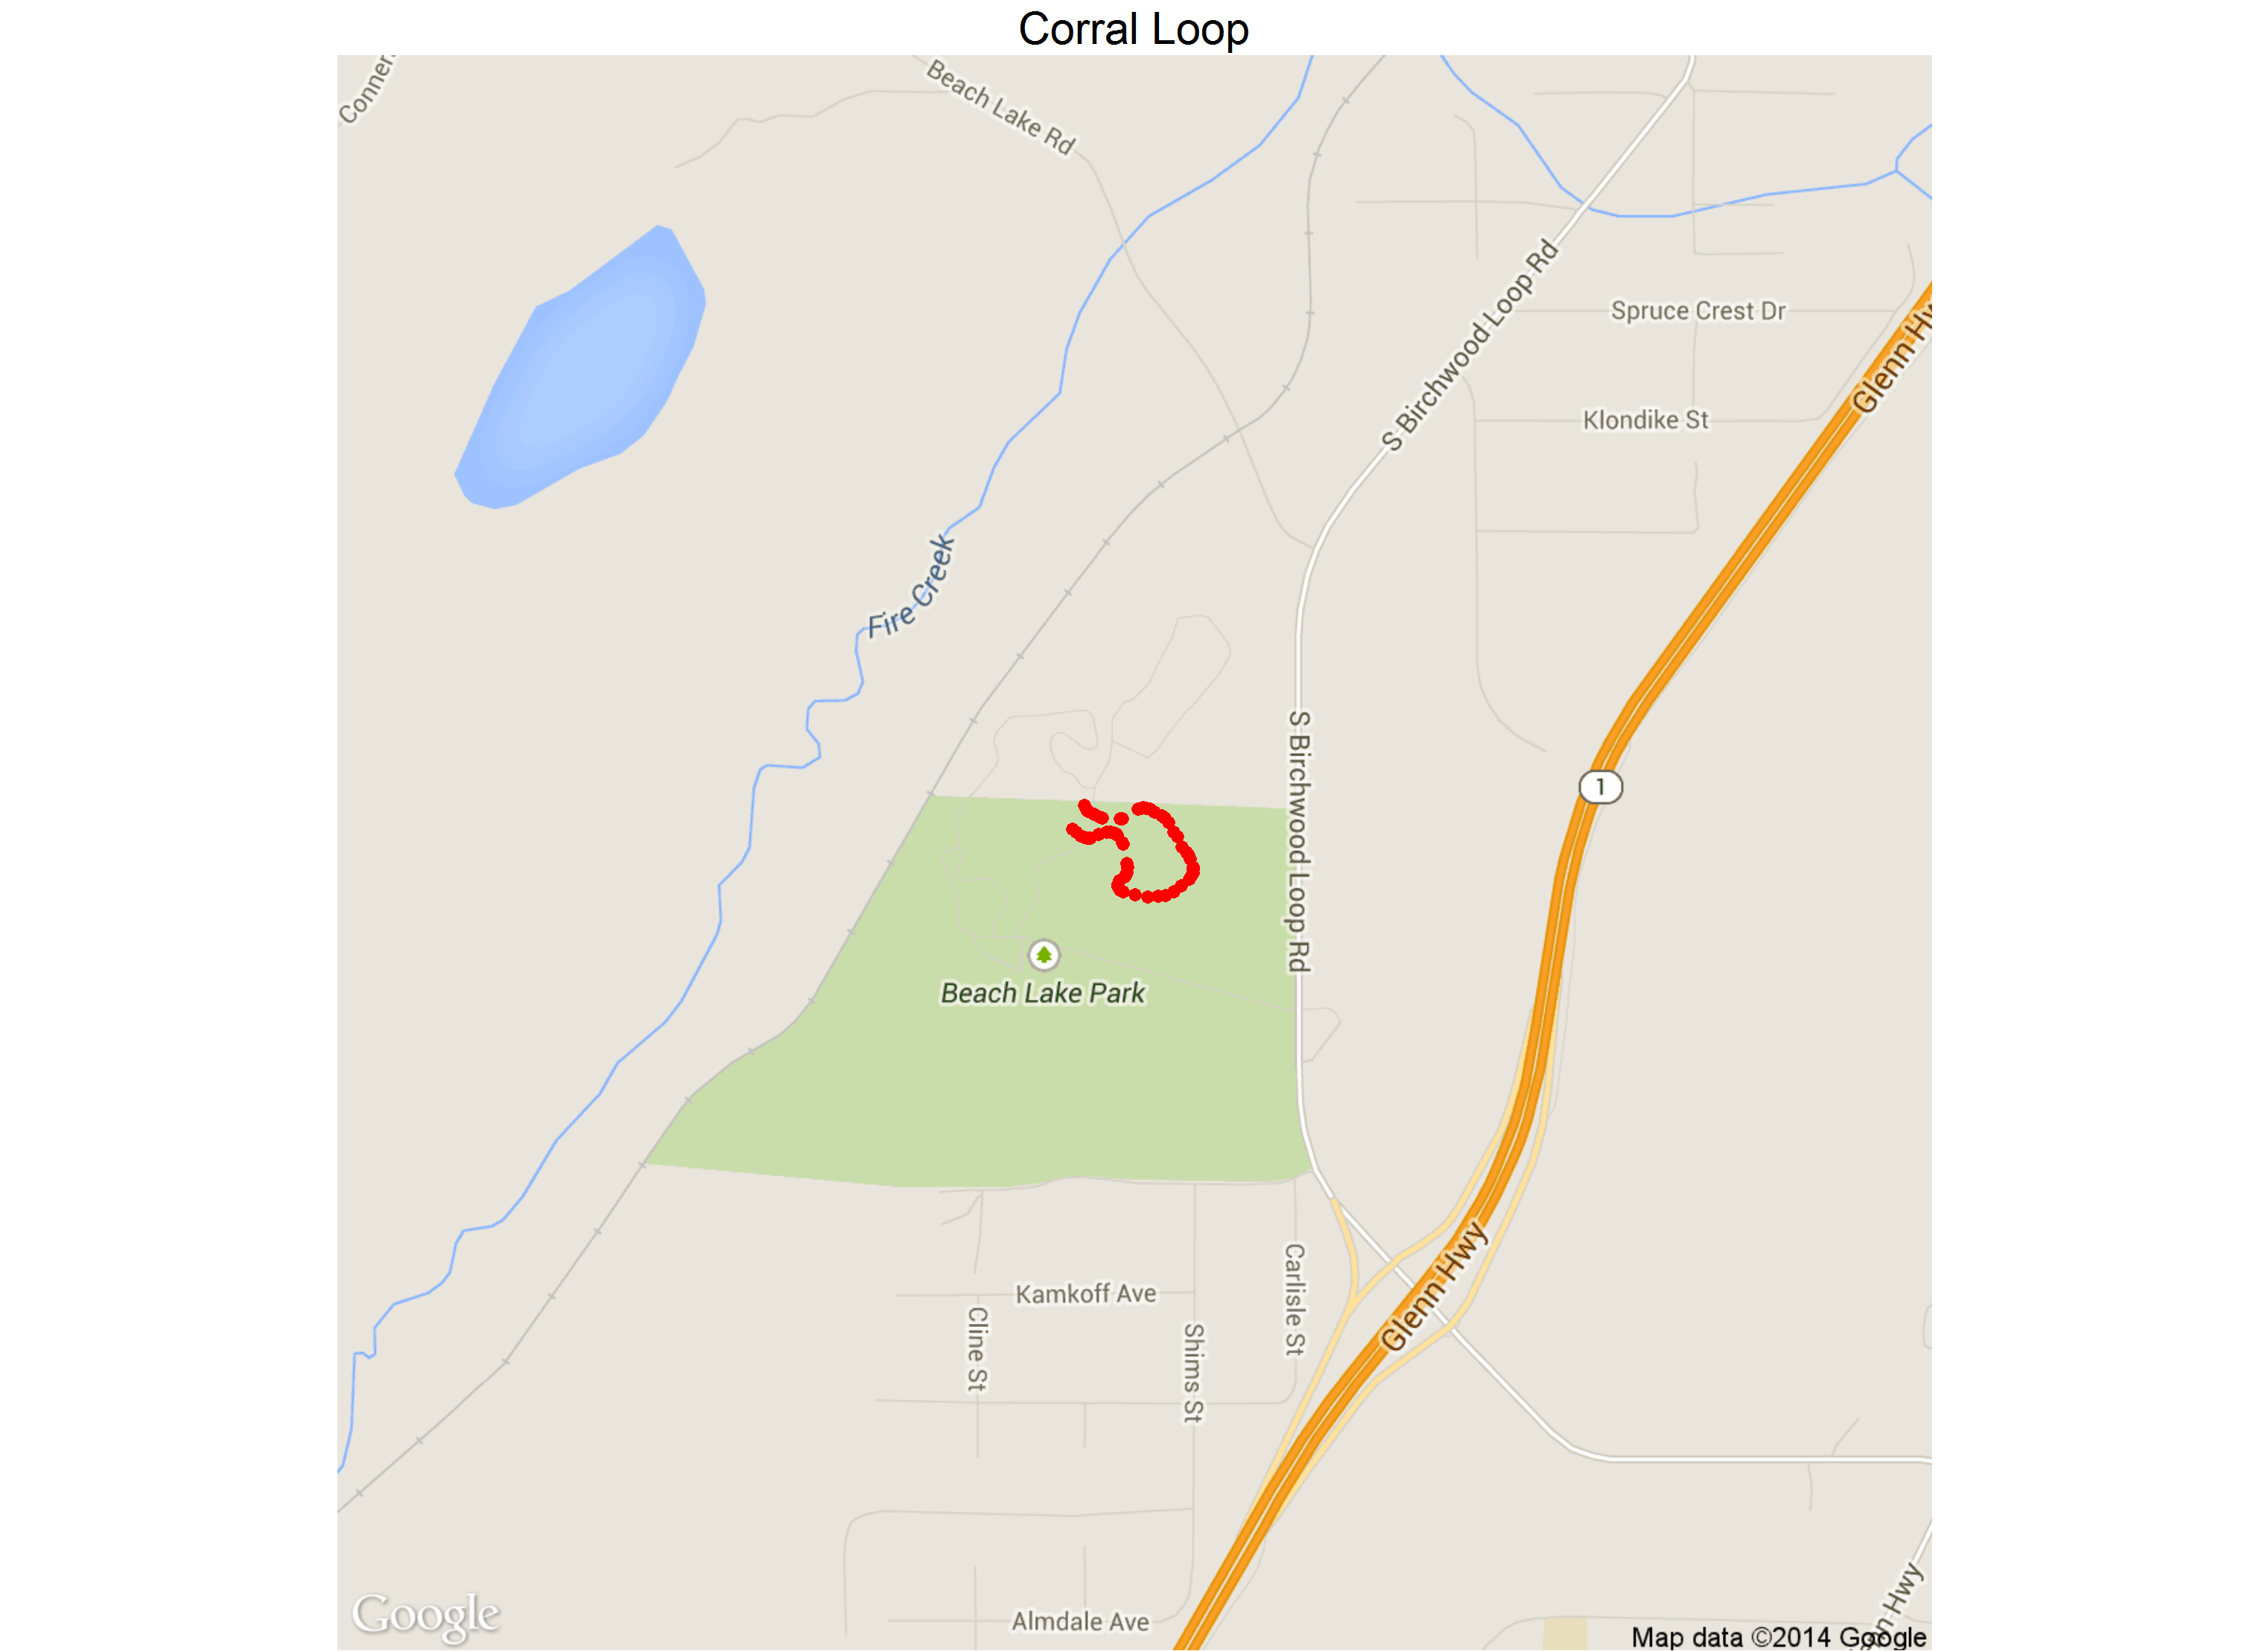 Corral Loop
Conner
Beach Lake Rd
S Birchwood Loop Rd
Spruce Crest Dr
Glenn Hw
Klondike St
Fire Creek
S Birchwood Loop Rd
1
Beach Lake Park
Glenn Hwy
Kamkoff Ave
Carlisle St
Cline St
Shims St
Almdale Ave
nn Hwy
Google
Map data ©2014 Google